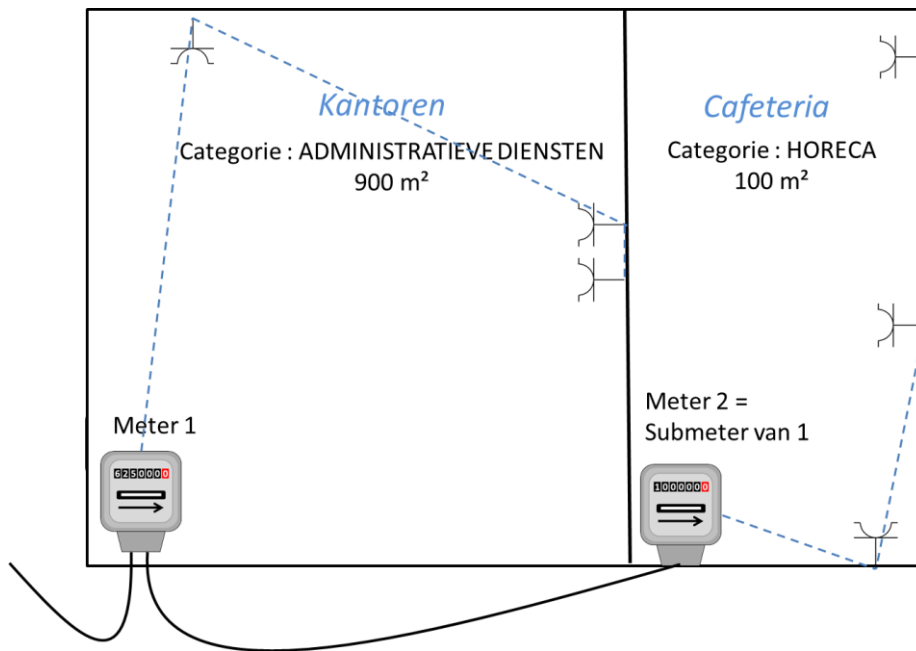 Kantoren
Categorie : ADMINISTRATIEVE DIENSTEN
900 m²
Cafeteria
Categorie : HORECA
100 m²
Meter 1
6250000
Meter 2 =
Submeter van 1
1000000